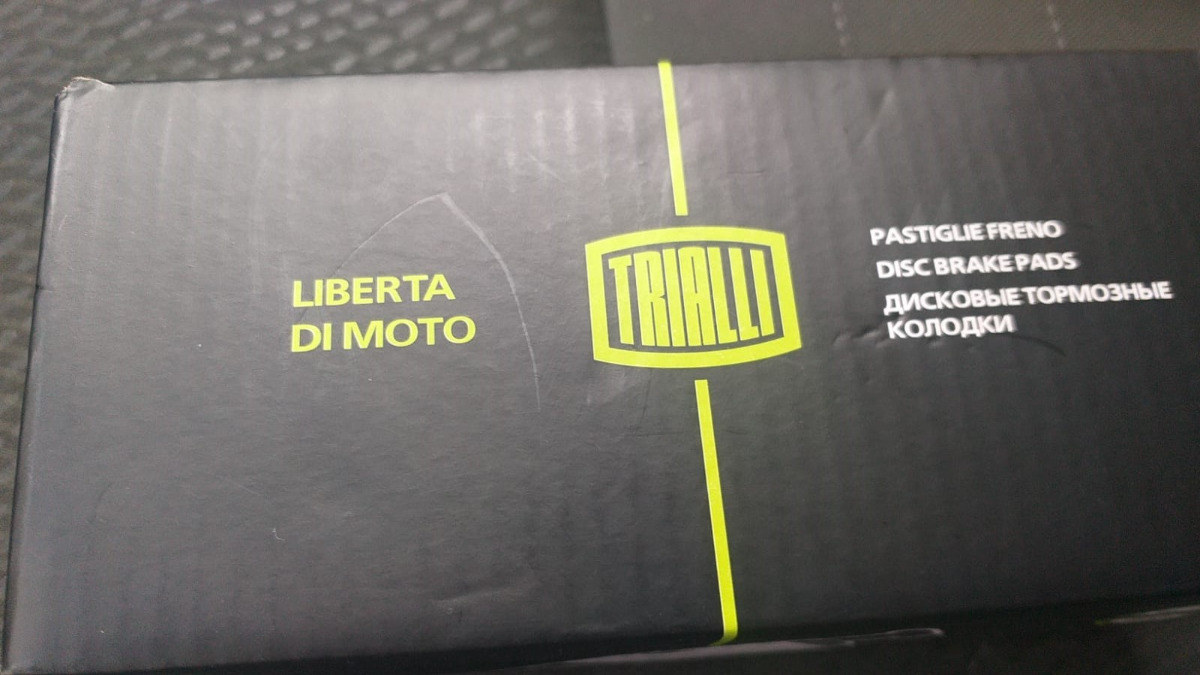 LIBERTA
DI MOTO
TRIALLI
PASTIGLIE FRENO
DISC BRAKE PADS
ДИСКОВЫЕ ТОРМОЗНЫЕ
КОЛОДКИ